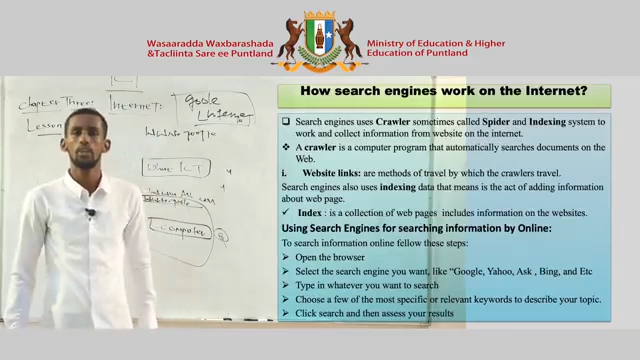 Wasaaradda Waxbarashada
&Tacliinta Sare ee Puntland
Ministry of Education & Higher
Education of Puntland
ICT
Chapter Three:
Internet:
Lesson
How search engines work on the Internet?
❑ Search engines uses Crawler sometimes called Spider and Indexing system
to work and collect information from website on the internet.
❖ A crawler is a computer program that automatically searches documents on the
Web.
i. Website links: are methods of travel by which the crawlers travel.
Search engines also uses indexing data that means is the act of adding information
about web page.
✓ Index : is a collection of web pages includes information on the websites.
Using Search Engines for searching information by Online:
To search information online fellow these steps:
➢ Open the browser
➢ Select the search engine you want, like “Google, Yahoo, Ask , Bing, and Etc
➢ Type in whatever you want to search
➢ Choose a few of the most specific or relevant keywords to describe your topic.
➢ Click search and then assess your results